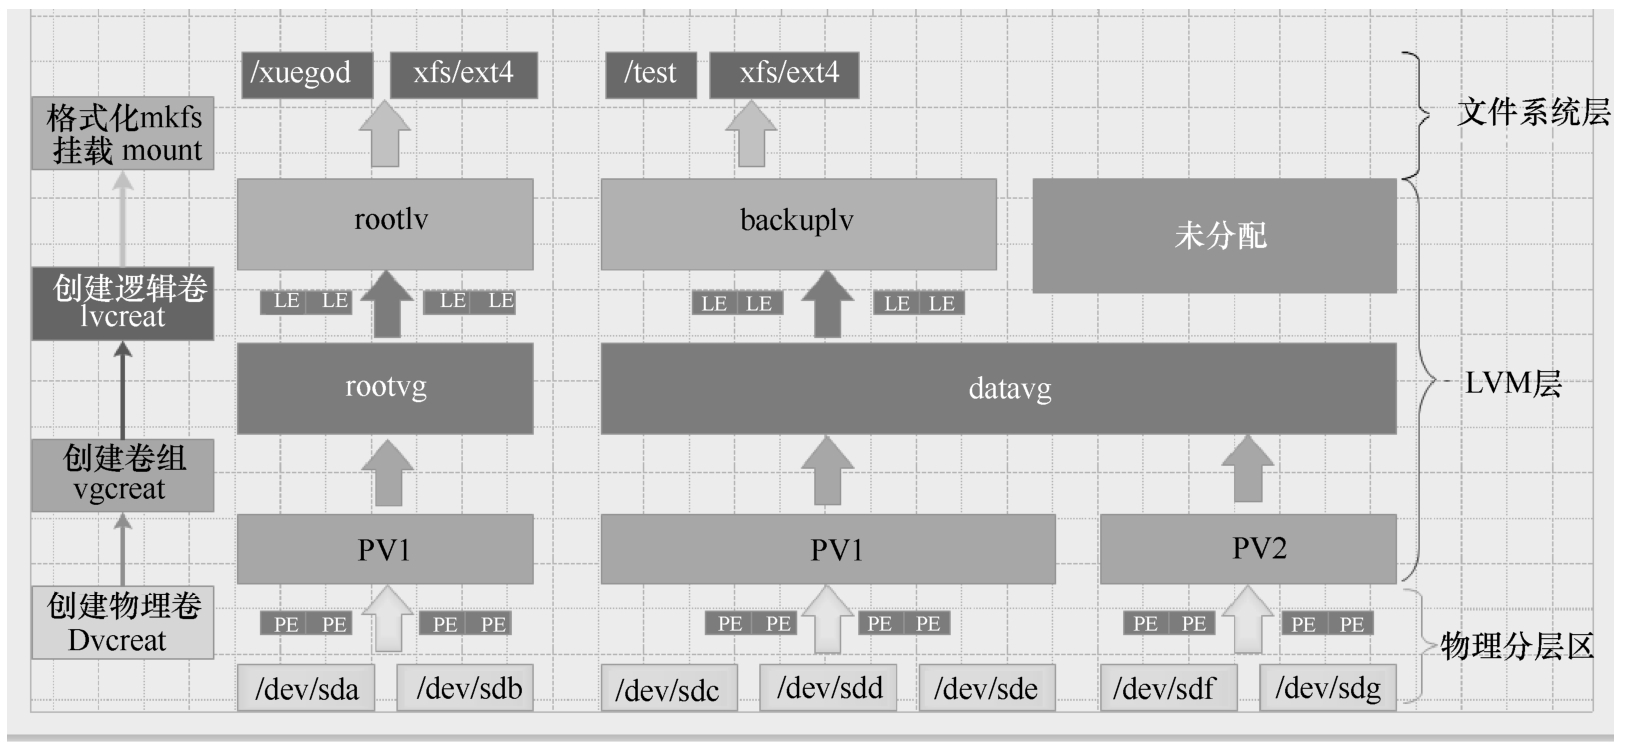 /xuegod xfs/ext4 /test xfs/ext4
文件系统层
格式化mkfs
挂载 mount
rootlv backuplv 未分配
创建逻辑卷
lvcreat
LE LE LE LE LE LE LE LE
rootvg datavg
LVM层
创建卷组
vgcreat
PV1 PV1 PV2
创建物理卷
Dvcreat
PE PE PE PE PE PE PE PE PE PE PE PE
物理分层区
/dev/sda /dev/sdb /dev/sdc /dev/sdd /dev/sde /dev/sdf /dev/sdg